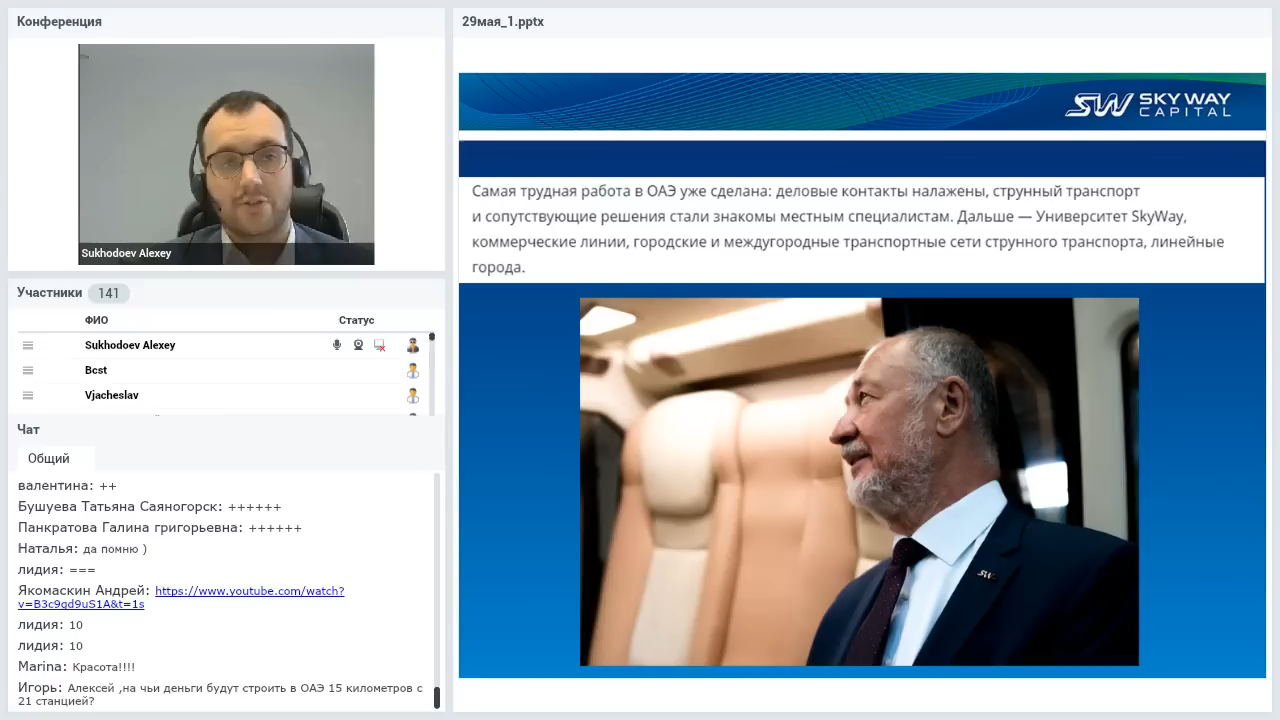 Конференция
Sukhodoev Alexey
Участники 141
ФИО Статус
Sukhodoev Alexey
Bcst
Vjacheslav
Чат
Общий
валентина: ++
Бушуева Татьяна Саяногорск: ++++++
Панкратова Галина григорьевна: ++++++
Наталья: да помню )
лидия: ===
Якомаскин Андрей: https://www.youtube.com/watch?
v=B3c9qd9uS1A&t=1s
лидия: 10
лидия: 10
Marina: Красота!!!!
Игорь: Алексей ,на чьи деньги будут строить в ОАЭ 15 километров с
21 станцией?
29мая_1.pptx
SW SKY WAY
CAPITAL
Самая трудная работа в ОАЭ уже сделана: деловые контакты налажены, струнный транспорт
и сопутствующие решения стали знакомы местным специалистам. Дальше — Университет SkyWay,
коммерческие линии, городские и междугородные транспортные сети струнного транспорта, линейные
города.
SW